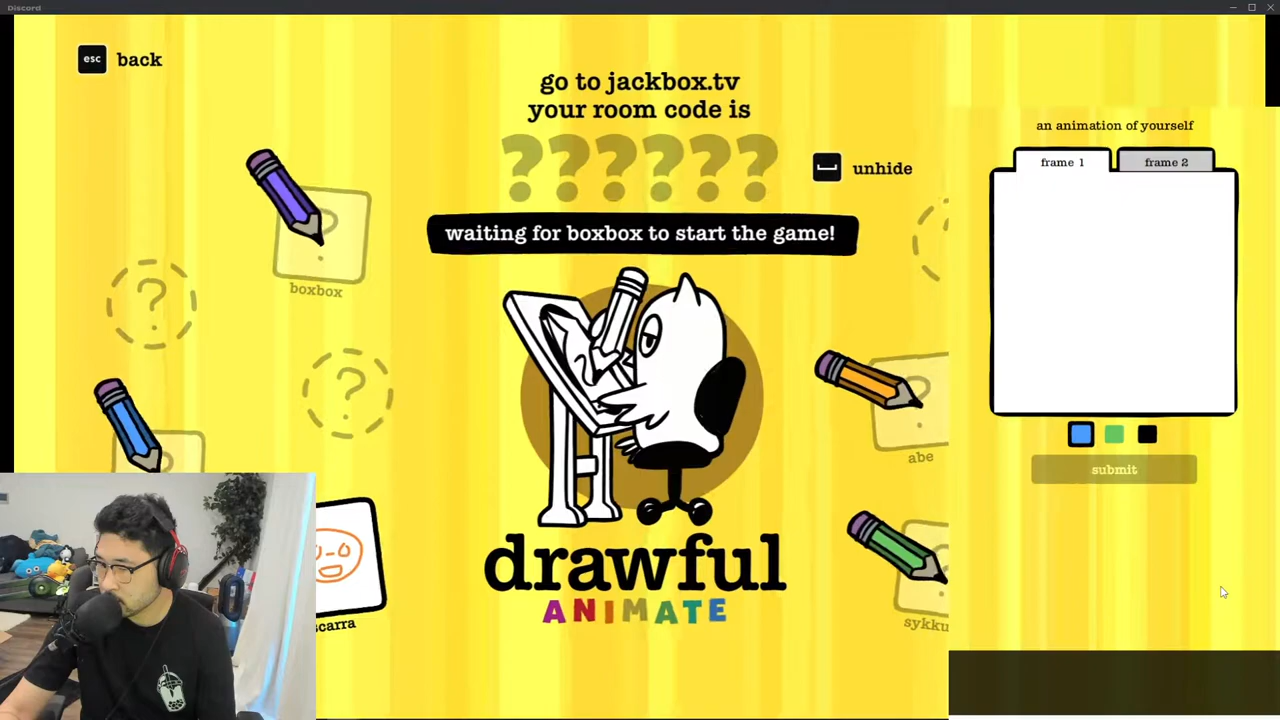 Discord
esc back
go to jackbox.tv
your room code is
??????
unhide
waiting for boxbox to start the game!
boxbox
abe
scarra
sykku
drawful
ANIMATE
an animation of yourself
frame 1
frame 2
submit